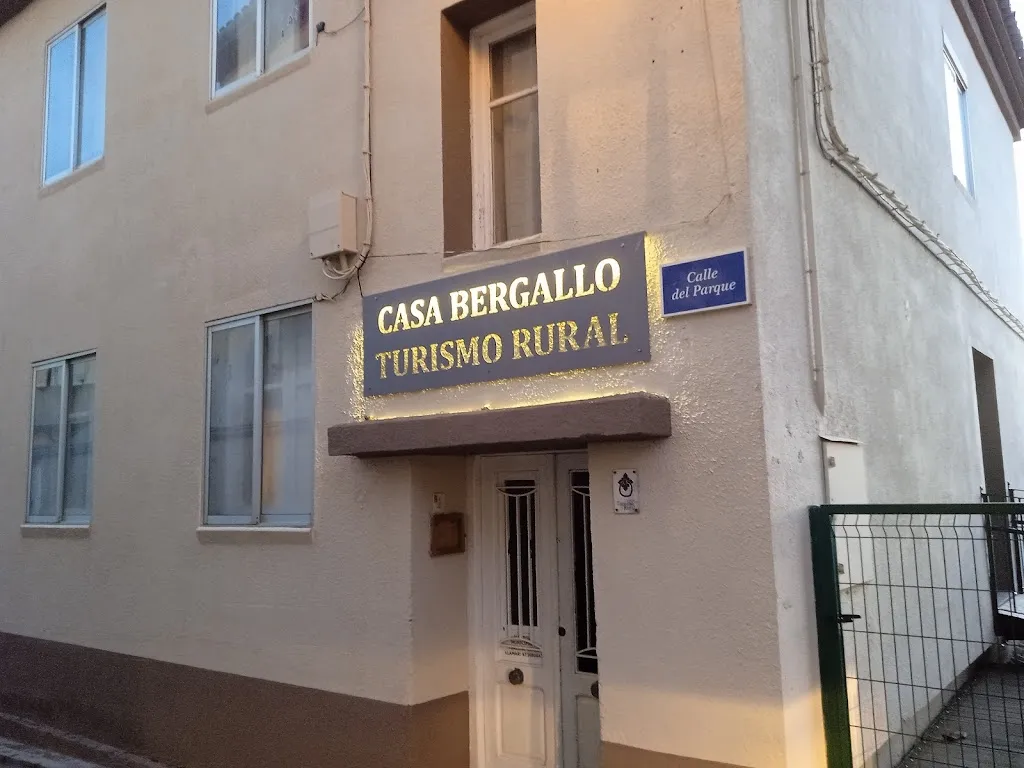 CASA BERGALLO
TURISMO RURAL
Calle
del Parque